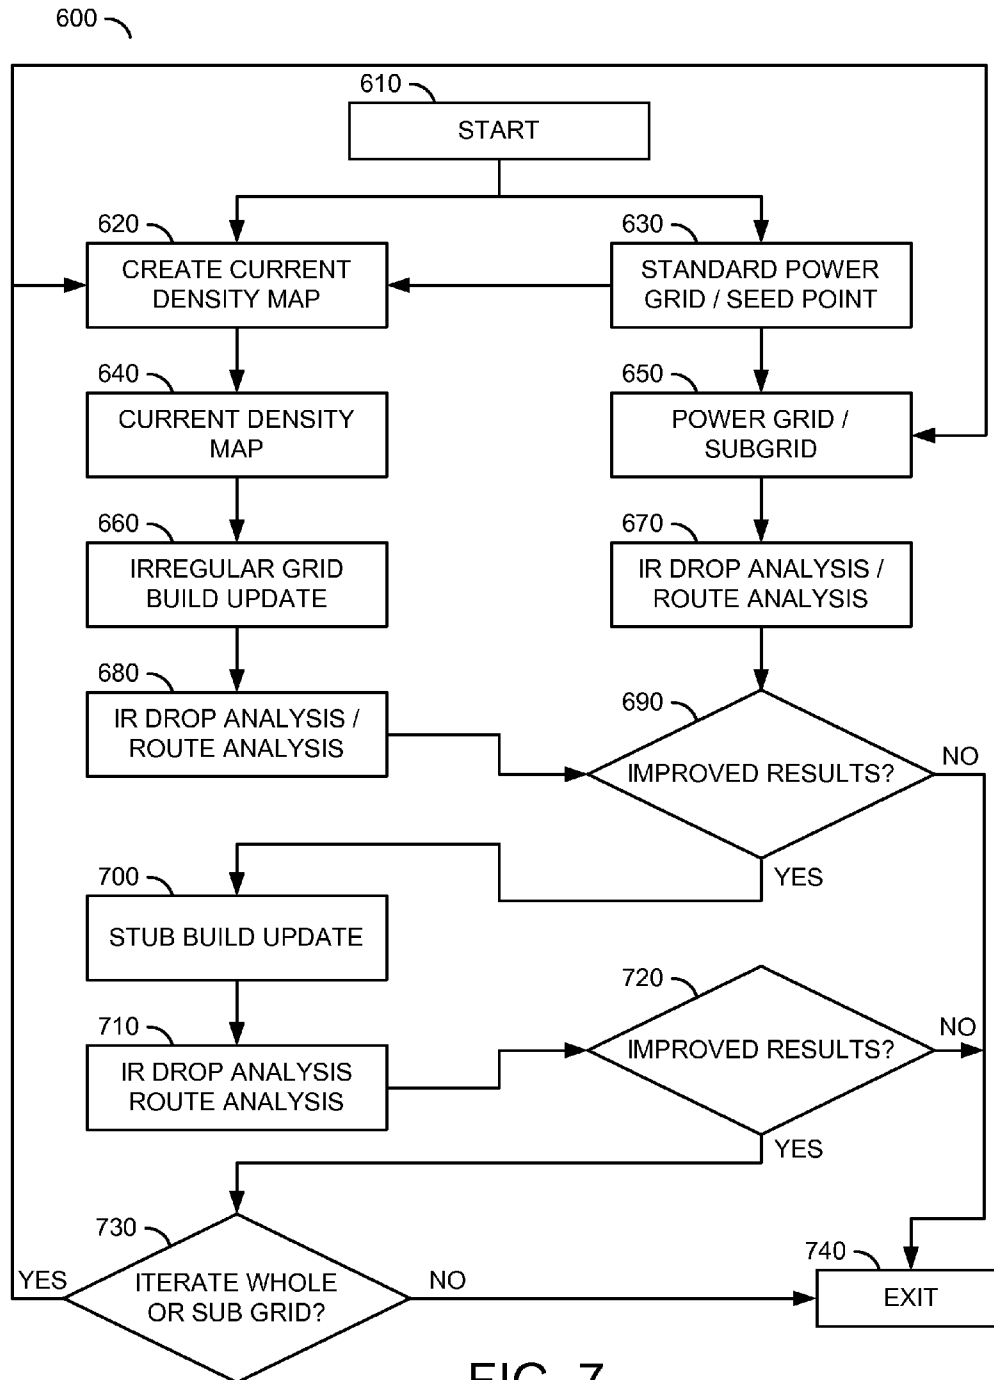 600
610
START
620
CREATE CURRENT
DENSITY MAP
630
STANDARD POWER
GRID / SEED POINT
640
CURRENT DENSITY
MAP
650
POWER GRID /
SUBGRID
660
IRREGULAR GRID
BUILD UPDATE
670
IR DROP ANALYSIS /
ROUTE ANALYSIS
680
IR DROP ANALYSIS /
ROUTE ANALYSIS
690
IMPROVED RESULTS?
NO
YES
700
STUB BUILD UPDATE
710
IR DROP ANALYSIS
ROUTE ANALYSIS
720
IMPROVED RESULTS?
NO
YES
730
ITERATE WHOLE
OR SUB GRID?
YES
NO
740
EXIT
FIG. 7